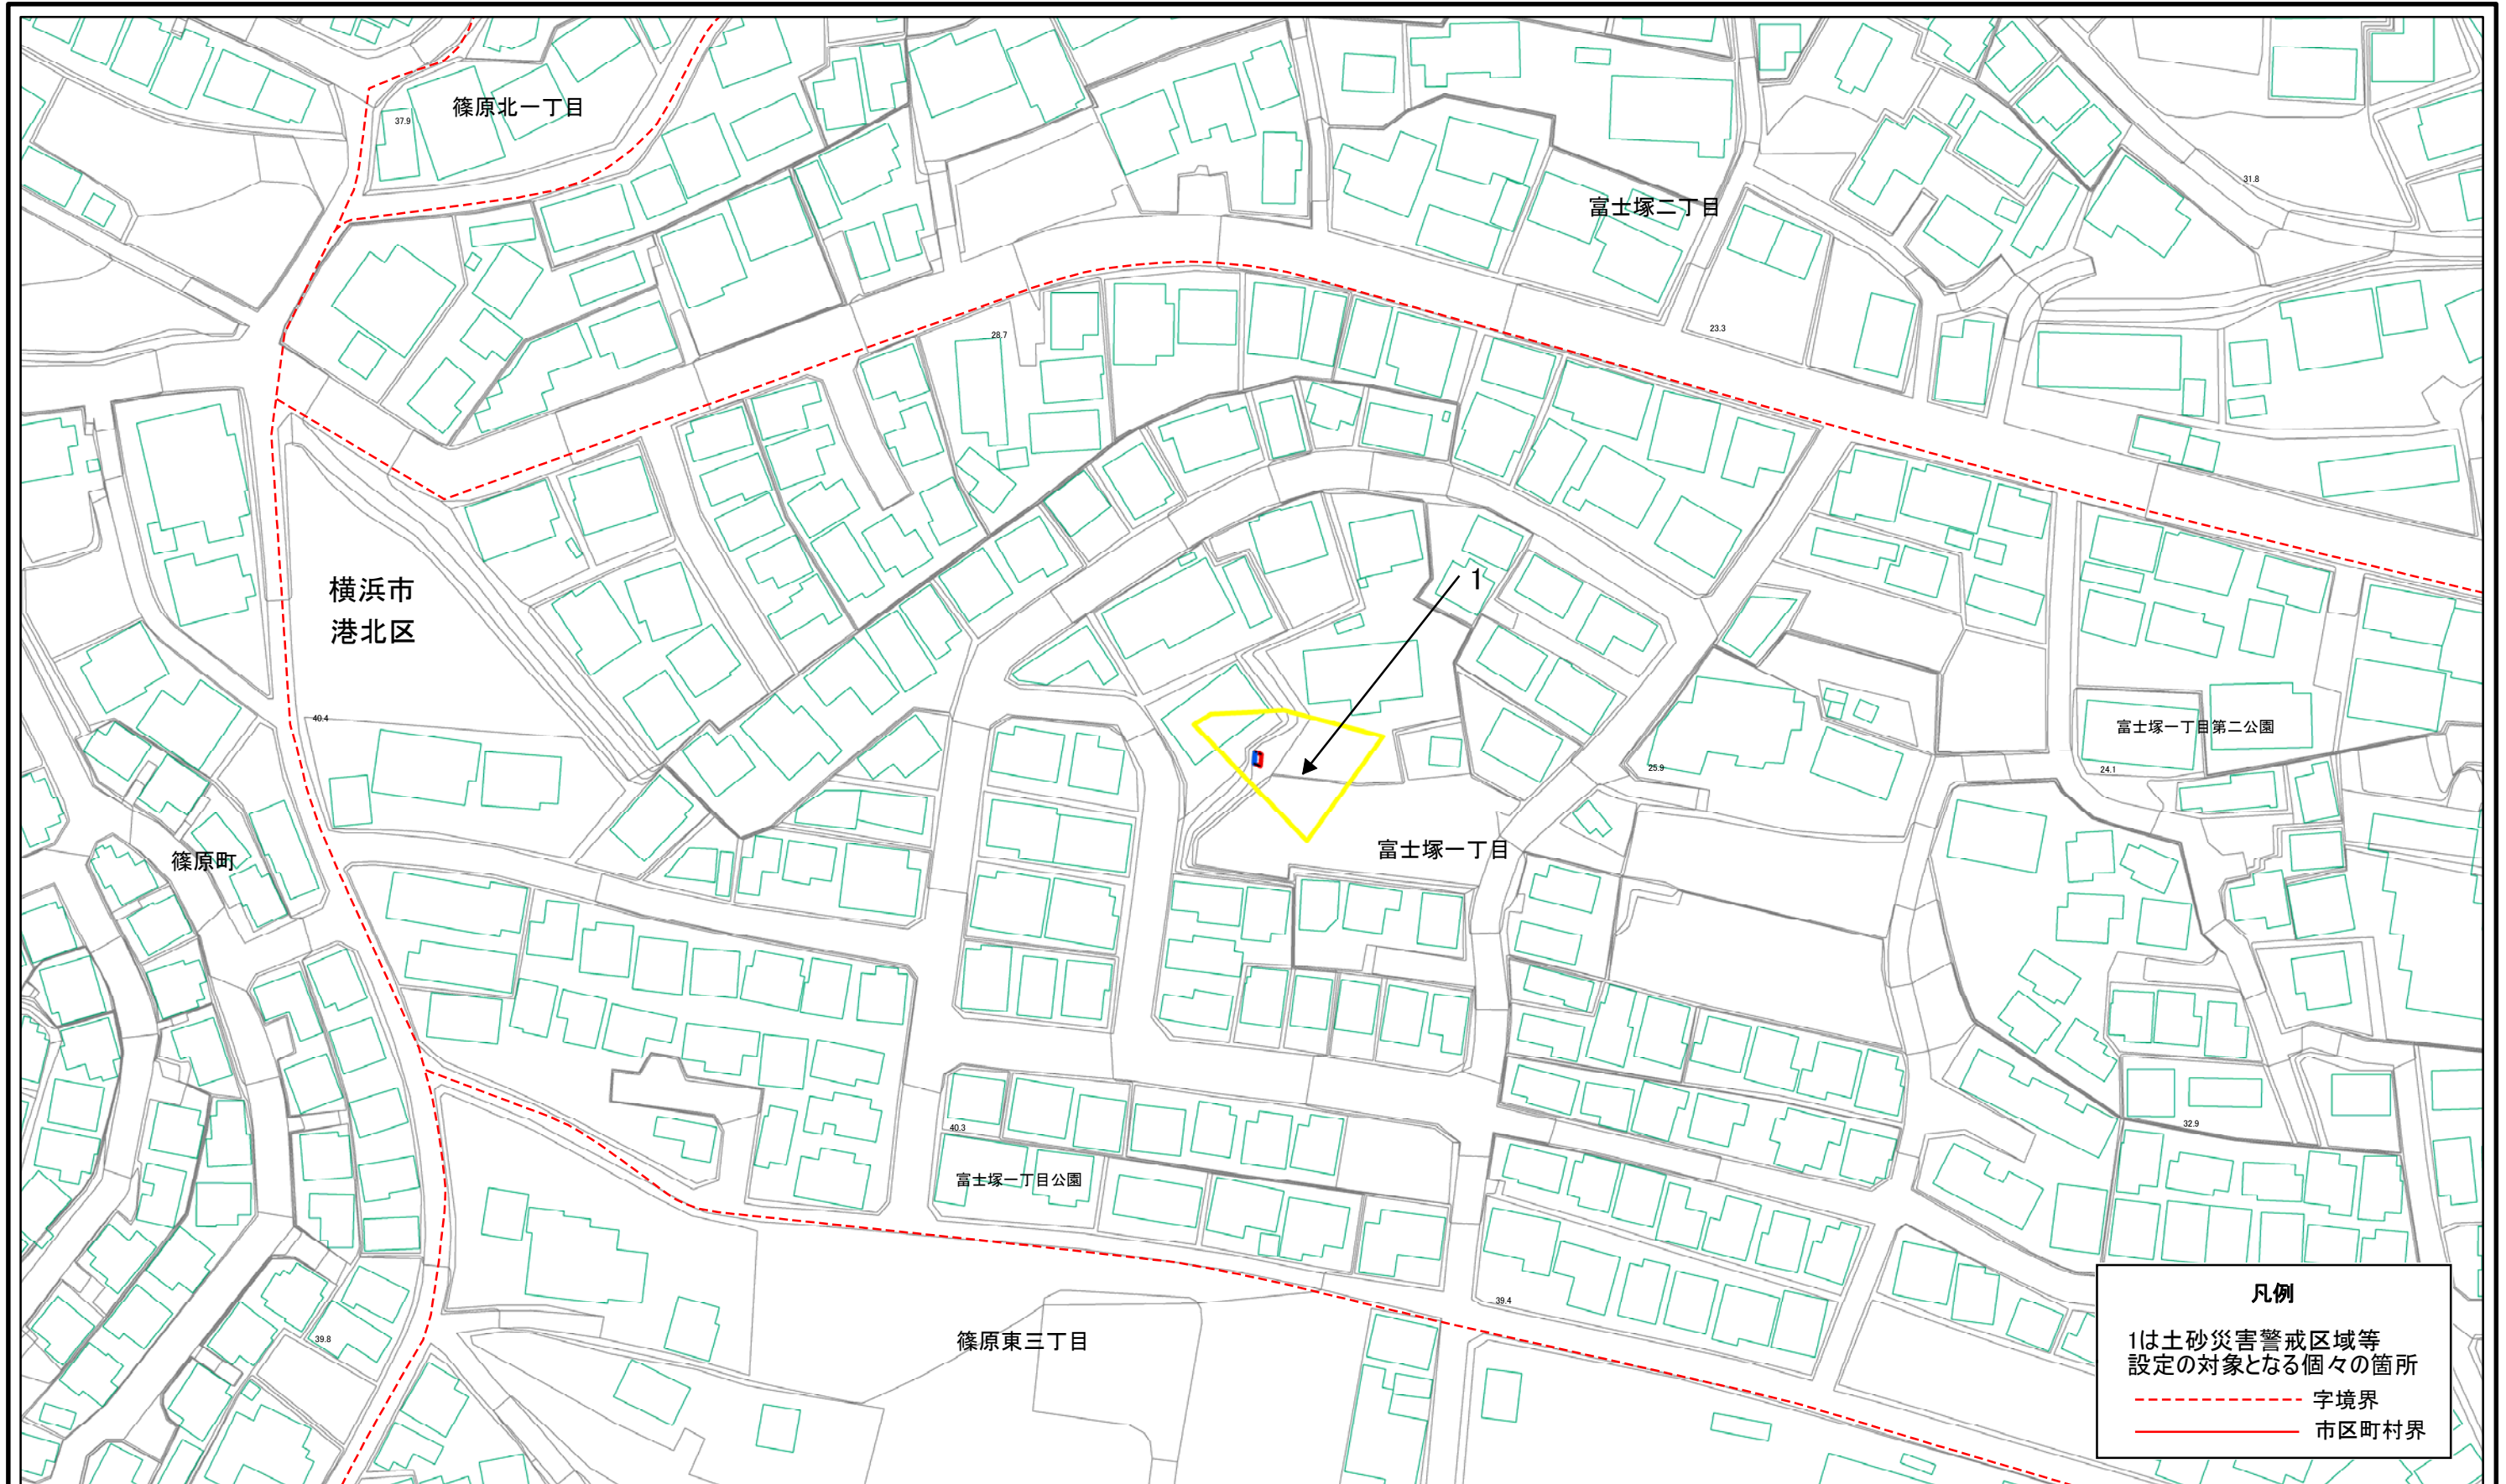 篠原北一丁目
37.9
31.8
富士塚二丁目
23.3
28.7
横浜市
港北区
1
40.4
富士塚一丁目第二公園
24.1
25.9
富士塚一丁目
篠原町
40.3
富士塚一丁目公園
32.9
39.4
篠原東三丁目
39.8
凡例
1は土砂災害警戒区域等
設定の対象となる個々の箇所
字境界
市区町村界